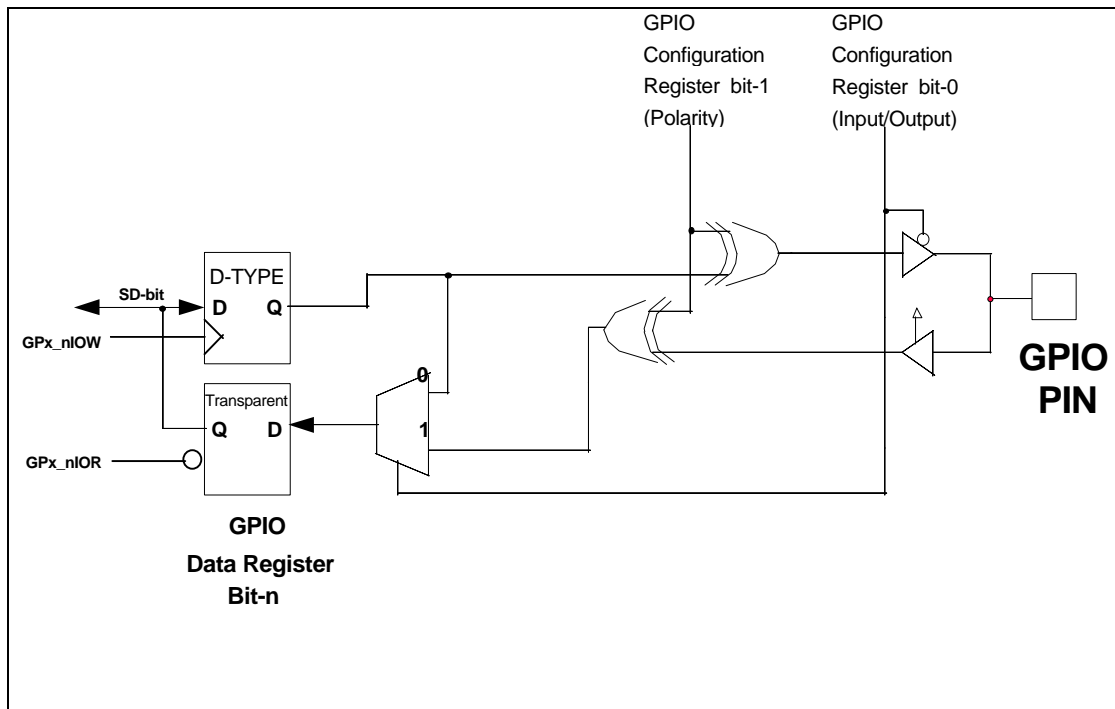 GPIO
Configuration
Register bit-1
(Polarity)
GPIO
Configuration
Register bit-0
(Input/Output)
D-TYPE
SD-bit
D Q
GPx_nIOW
0
Transparent
Q D
1
GPx_nIOR
GPIO
PIN
GPIO
Data Register
Bit-n